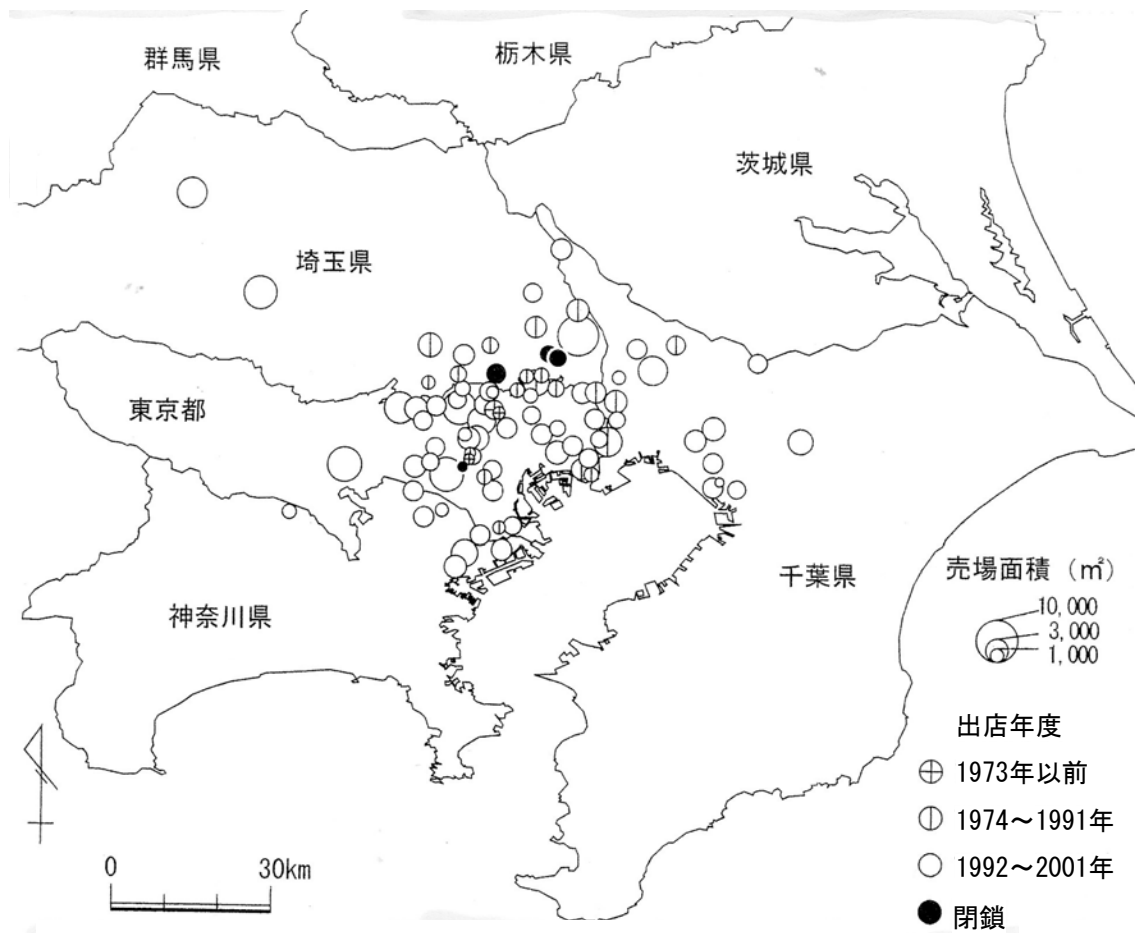 群馬県
栃木県
茨城県
埼玉県
東京都
千葉県
神奈川県
売場面積 (㎡)
10,000
3,000
1,000
出店年度
1973年以前
1974～1991年
1992～2001年
閉鎖
0 30km